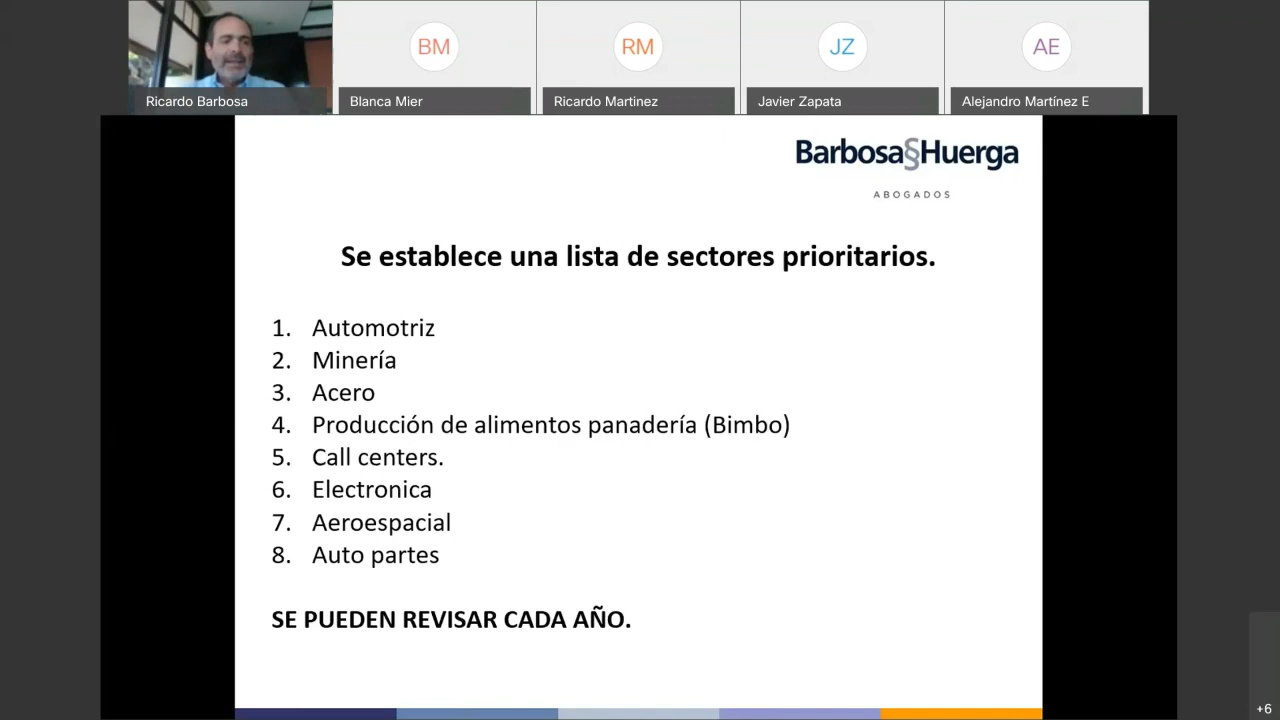 BM
RM
JZ
AE
Ricardo Barbosa
Blanca Mier
Ricardo Martinez
Javier Zapata
Alejandro Martínez E
Barbosa§Huerga
ABOGADOS
Se establece una lista de sectores prioritarios.
1. Automotriz
2. Minería
3. Acero
4. Producción de alimentos panadería (Bimbo)
5. Call centers.
6. Electronica
7. Aeroespacial
8. Auto partes
SE PUEDEN REVISAR CADA AÑO.
+6